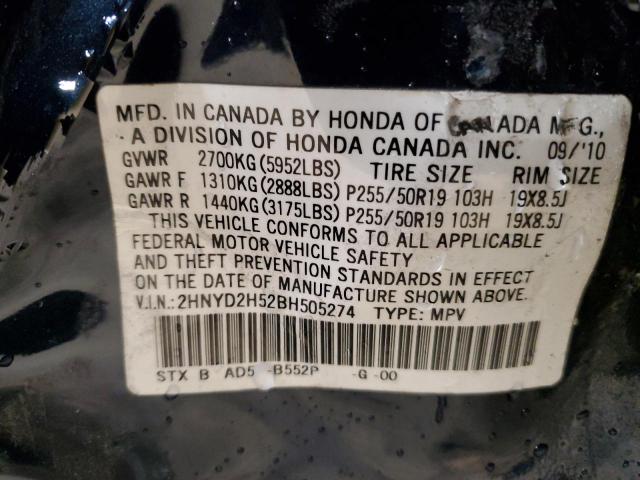 MFD. IN CANADA BY HONDA OF CANADA MFG.,
A DIVISION OF HONDA CANADA INC. 09/'10
GVWR 2700KG(5952LBS) TIRE SIZE RIM SIZE
GAWR F 1310KG(2888LBS) P255/50R19 103H 19X8.5J
GAWR R 1440KG(3175LBS) P255/50R19 103H 19X8.5J
THIS VEHICLE CONFORMS TO ALL APPLICABLE
FEDERAL MOTOR VEHICLE SAFETY
AND THEFT PREVENTION STANDARDS IN EFFECT
ON THE DATE OF MANUFACTURE SHOWN ABOVE.
V.I.N.:2HNYD2H52BH505274 TYPE: MPV
STX B AD5 -B552P -G -00